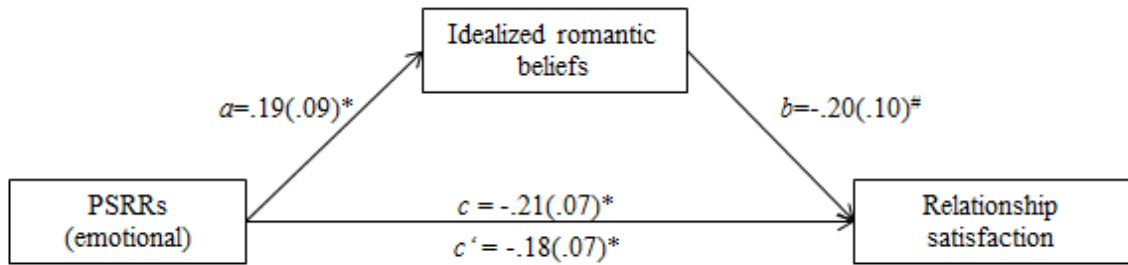 Idealized romantic
beliefs
a=.19(.09)*
b=-.20(.10)#
PSRRs
(emotional)
c = -.21(.07)*
c‘ = -.18(.07)*
Relationship
satisfaction